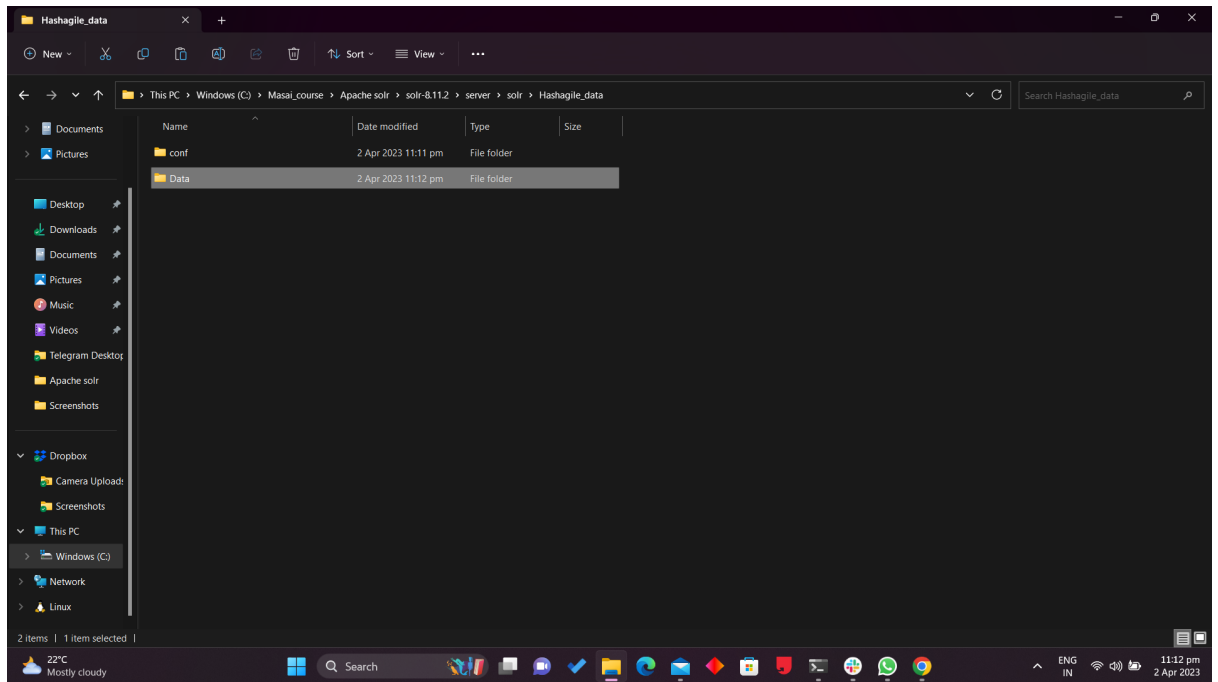 Hashagile_data
New
Sort
View
This PC > Windows (C:) > Masai_course > Apache solr > solr-8.11.2 > server > solr > Hashagile_data
Search Hashagile_data
Documents
Pictures
Desktop
Downloads
Documents
Pictures
Music
Videos
Telegram Desktop
Apache solr
Screenshots
Dropbox
Camera Uploads
Screenshots
This PC
Windows (C:)
Network
Linux
Name Date modified Type Size
conf 2 Apr 2023 11:11 pm File folder
Data 2 Apr 2023 11:12 pm File folder
2 items | 1 item selected |
22°C
Mostly cloudy
Search
ENG
IN
11:12 pm
2 Apr 2023